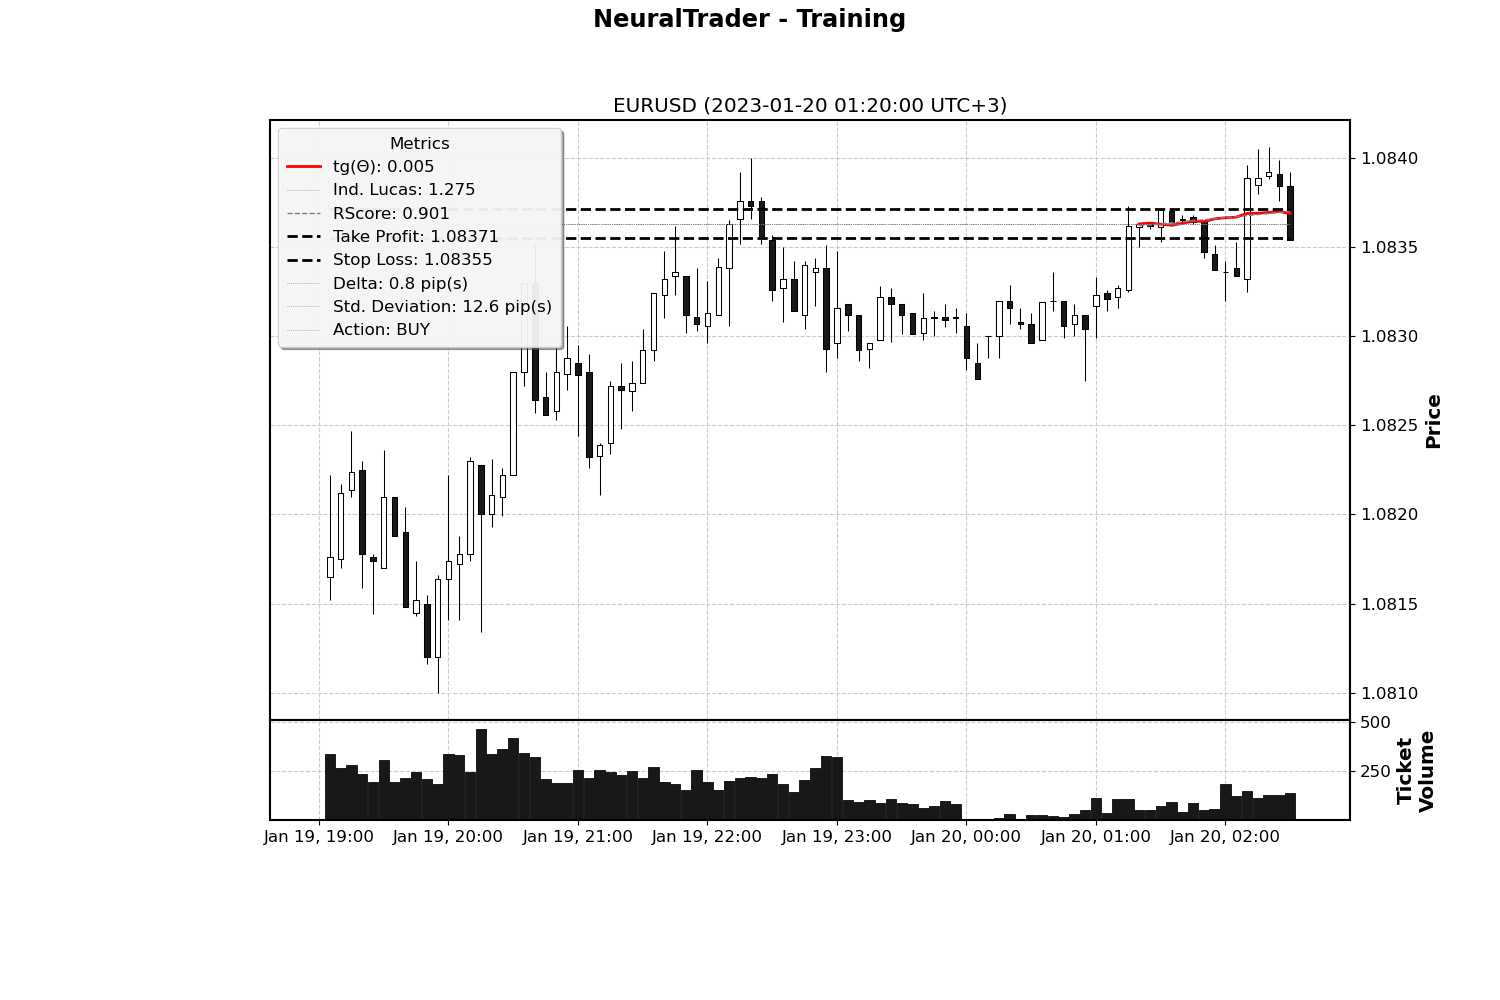 NeuralTrader - Training
EURUSD (2023-01-20 01:20:00 UTC+3)
Metrics
tg(Θ): 0.005
Ind. Lucas: 1.275
RScore: 0.901
Take Profit: 1.08371
Stop Loss: 1.08355
Delta: 0.8 pip(s)
Std. Deviation: 12.6 pip(s)
Action: BUY
1.0840
1.0835
1.0830
1.0825
1.0820
1.0815
1.0810
Price
500
250
Ticket
Volume
Jan 19, 19:00
Jan 19, 20:00
Jan 19, 21:00
Jan 19, 22:00
Jan 19, 23:00
Jan 20, 00:00
Jan 20, 01:00
Jan 20, 02:00